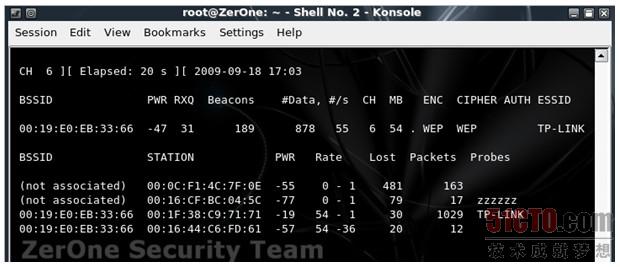 root@ZerOne: ~ - Shell No. 2 - Konsole
Session Edit View Bookmarks Settings Help
CH 6 ][ Elapsed: 20 s ][ 2009-09-18 17:03
BSSID PWR RXQ Beacons #Data, #/s CH MB ENC CIPHER AUTH ESSID
00:19:E0:EB:33:66 -47 31 189 878 55 6 54 . WEP WEP TP-LINK
BSSID STATION PWR Rate Lost Packets Probes
(not associated) 00:0C:F1:4C:7F:0E -55 0 - 1 481 163
(not associated) 00:16:CF:BC:04:5C -77 0 - 1 79 17 zzzzzz
00:19:E0:EB:33:66 00:1F:38:C9:71:71 -19 54 - 1 30 1029 TP-LINK
00:19:E0:EB:33:66 00:16:44:C6:FD:61 -57 54 -36 20 12
ZerOne Security Team
51CTO.com
技术成就梦想